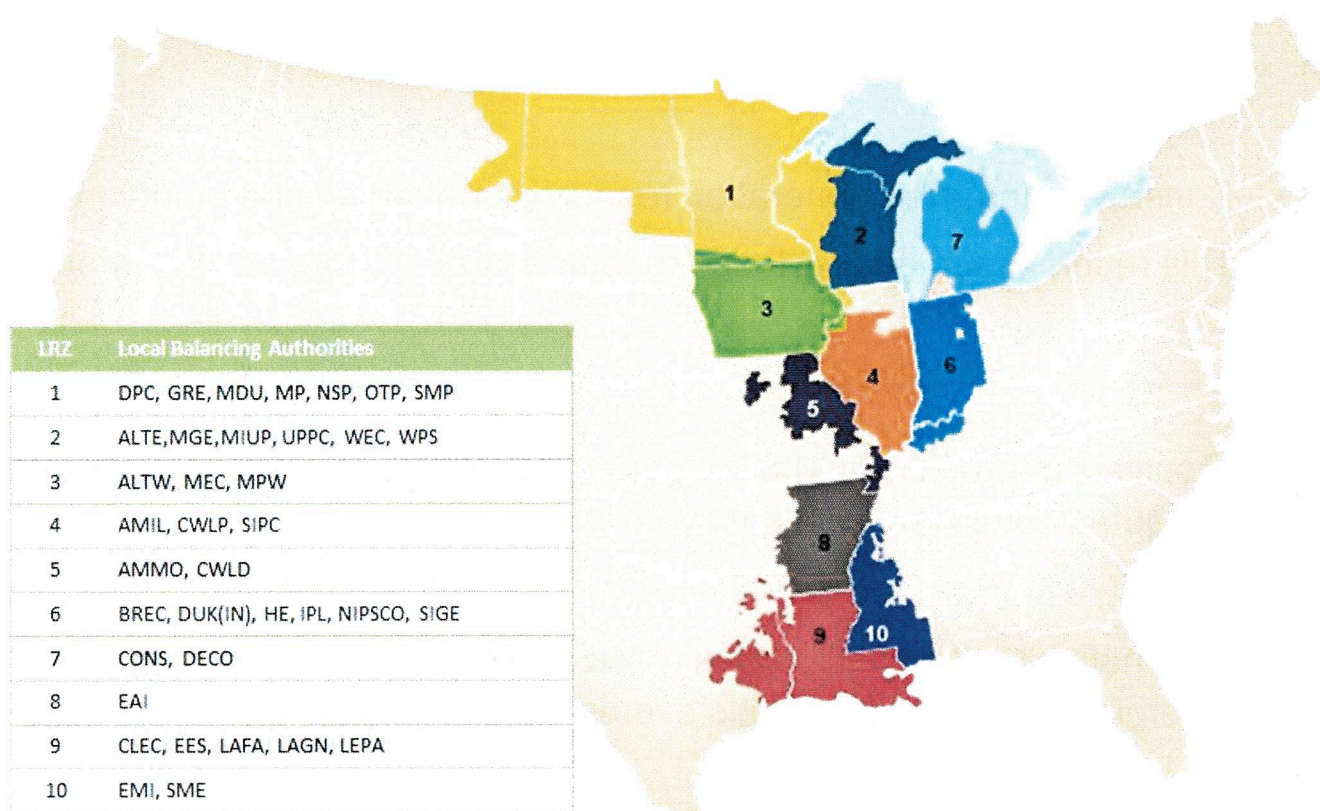 1
2
7
3
4
6
5
8
9
10
LRZ Local Balancing Authorities
1 DPC, GRE, MDU, MP, NSP, OTP, SMP
2 ALTE,MGE,MIUP, UPPC, WEC, WPS
3 ALTW, MEC, MPW
4 AMIL, CWLP, SIPC
5 AMMO, CWLD
6 BREC, DUK(IN), HE, IPL, NIPSCO, SIGE
7 CONS, DECO
8 EAI
9 CLEC, EES, LAFA, LAGN, LEPA
10 EMI, SME